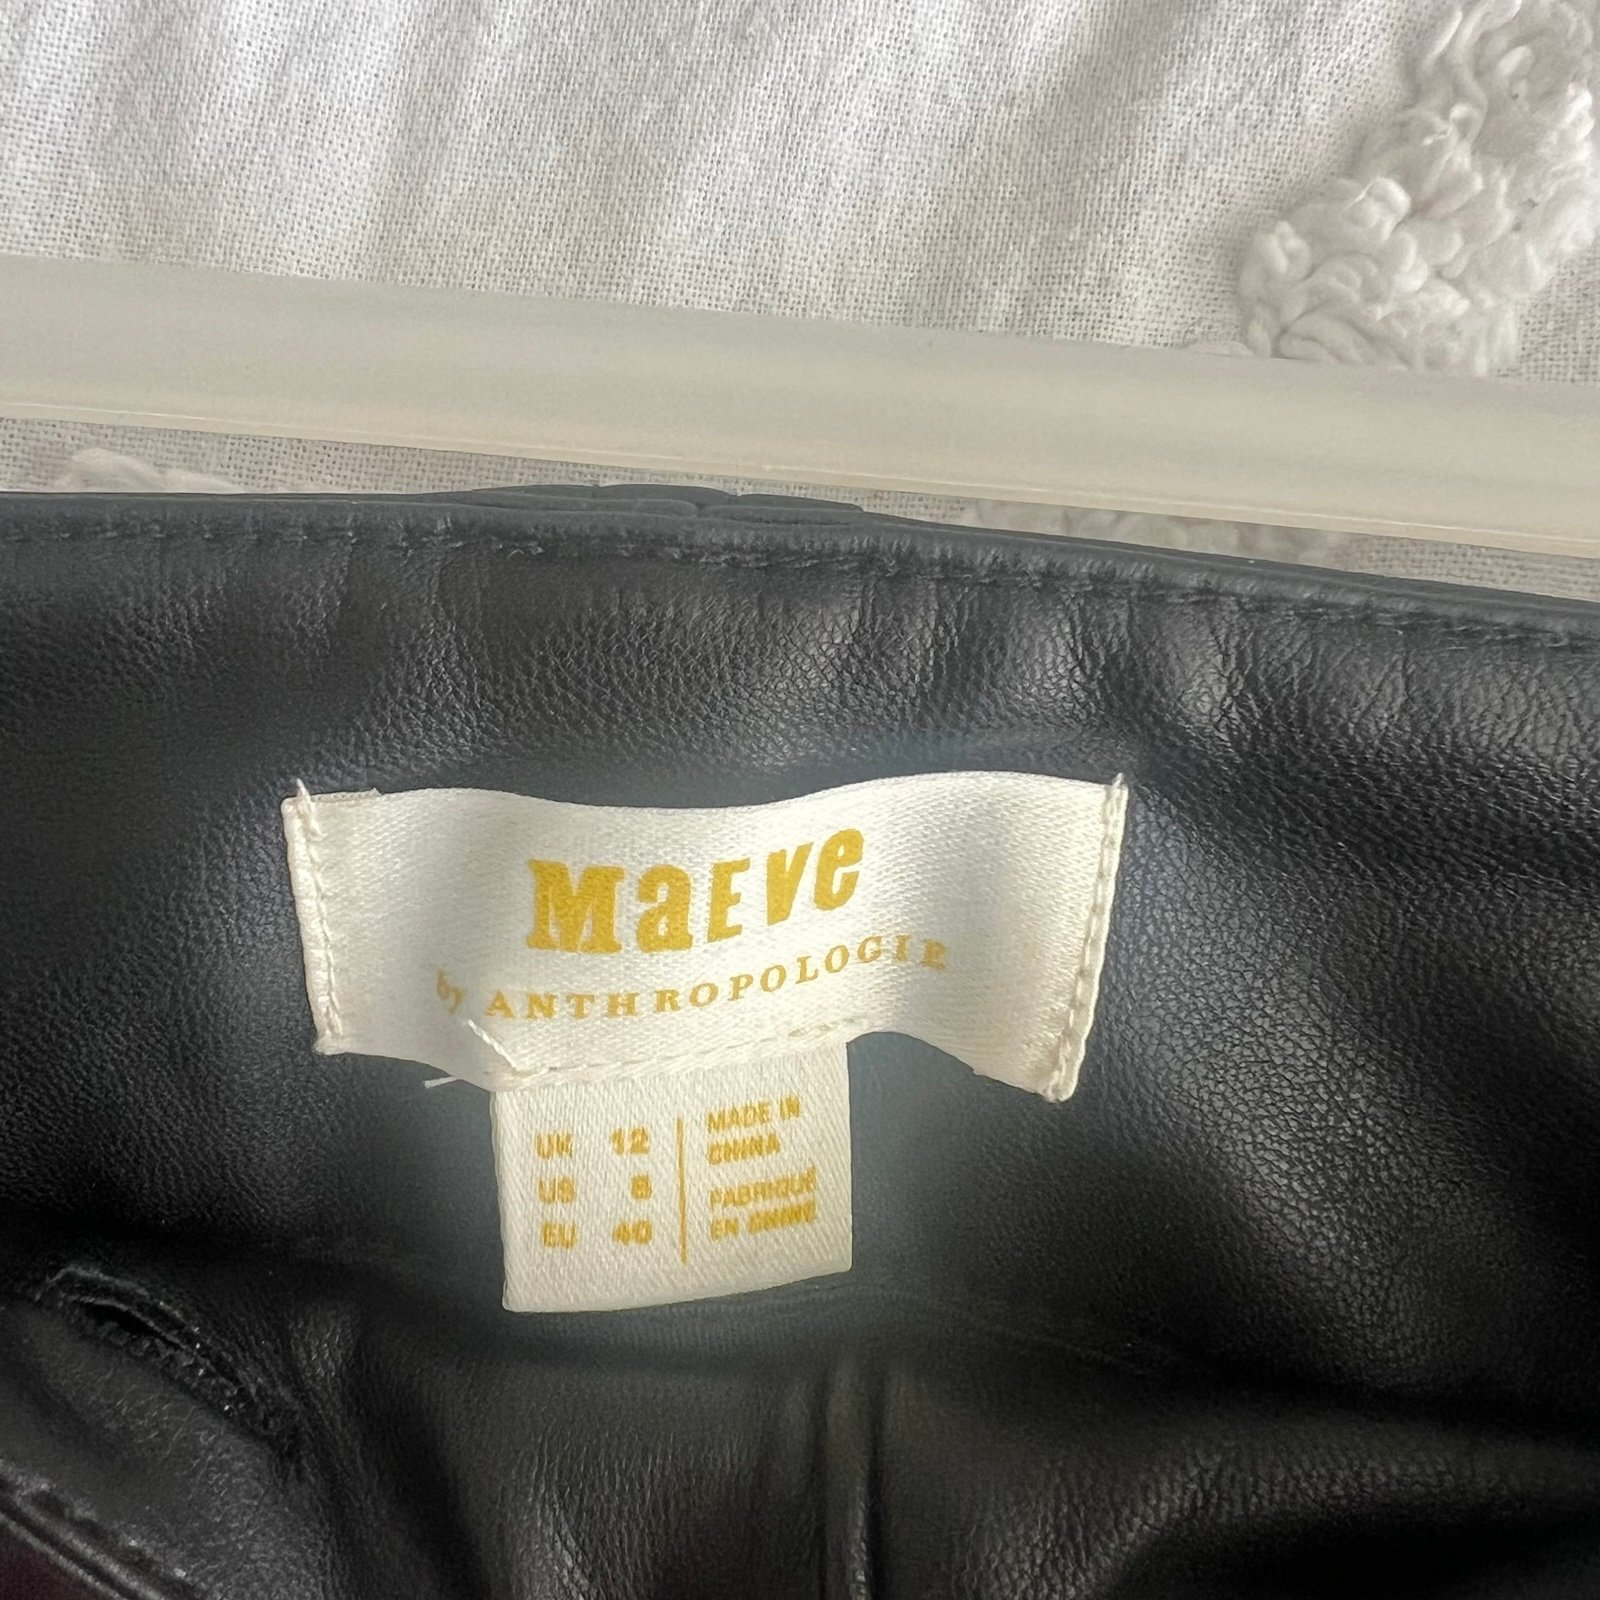 MaEVe
by ANTHROPOLOGIE
UK 12
US 8
EU 40
MADE IN
CHINA
FABRIQUÉ
EN CHINE